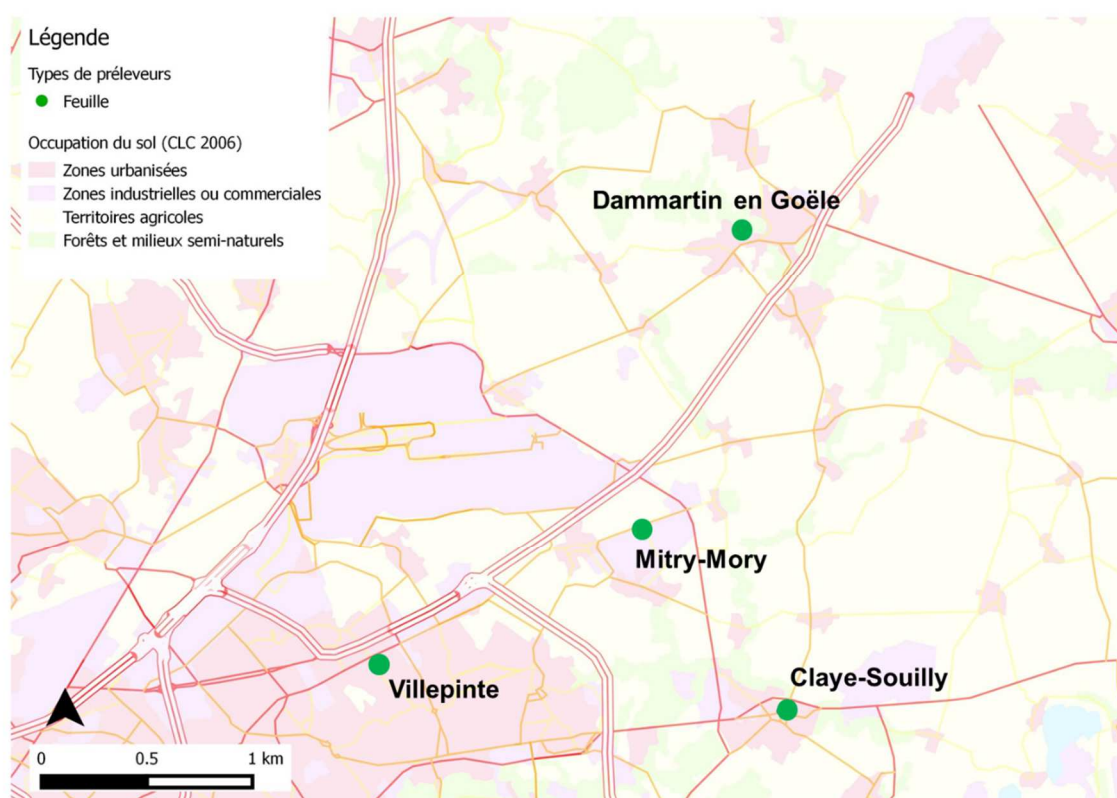 Légende
Types de préleveurs
Feuille
Occupation du sol (CLC 2006)
Zones urbanisées
Zones industrielles ou commerciales
Territoires agricoles
Forêts et milieux semi-naturels
Dammartin en Goële
Mitry-Mory
Claye-Souilly
Villepinte
0 0.5 1 km